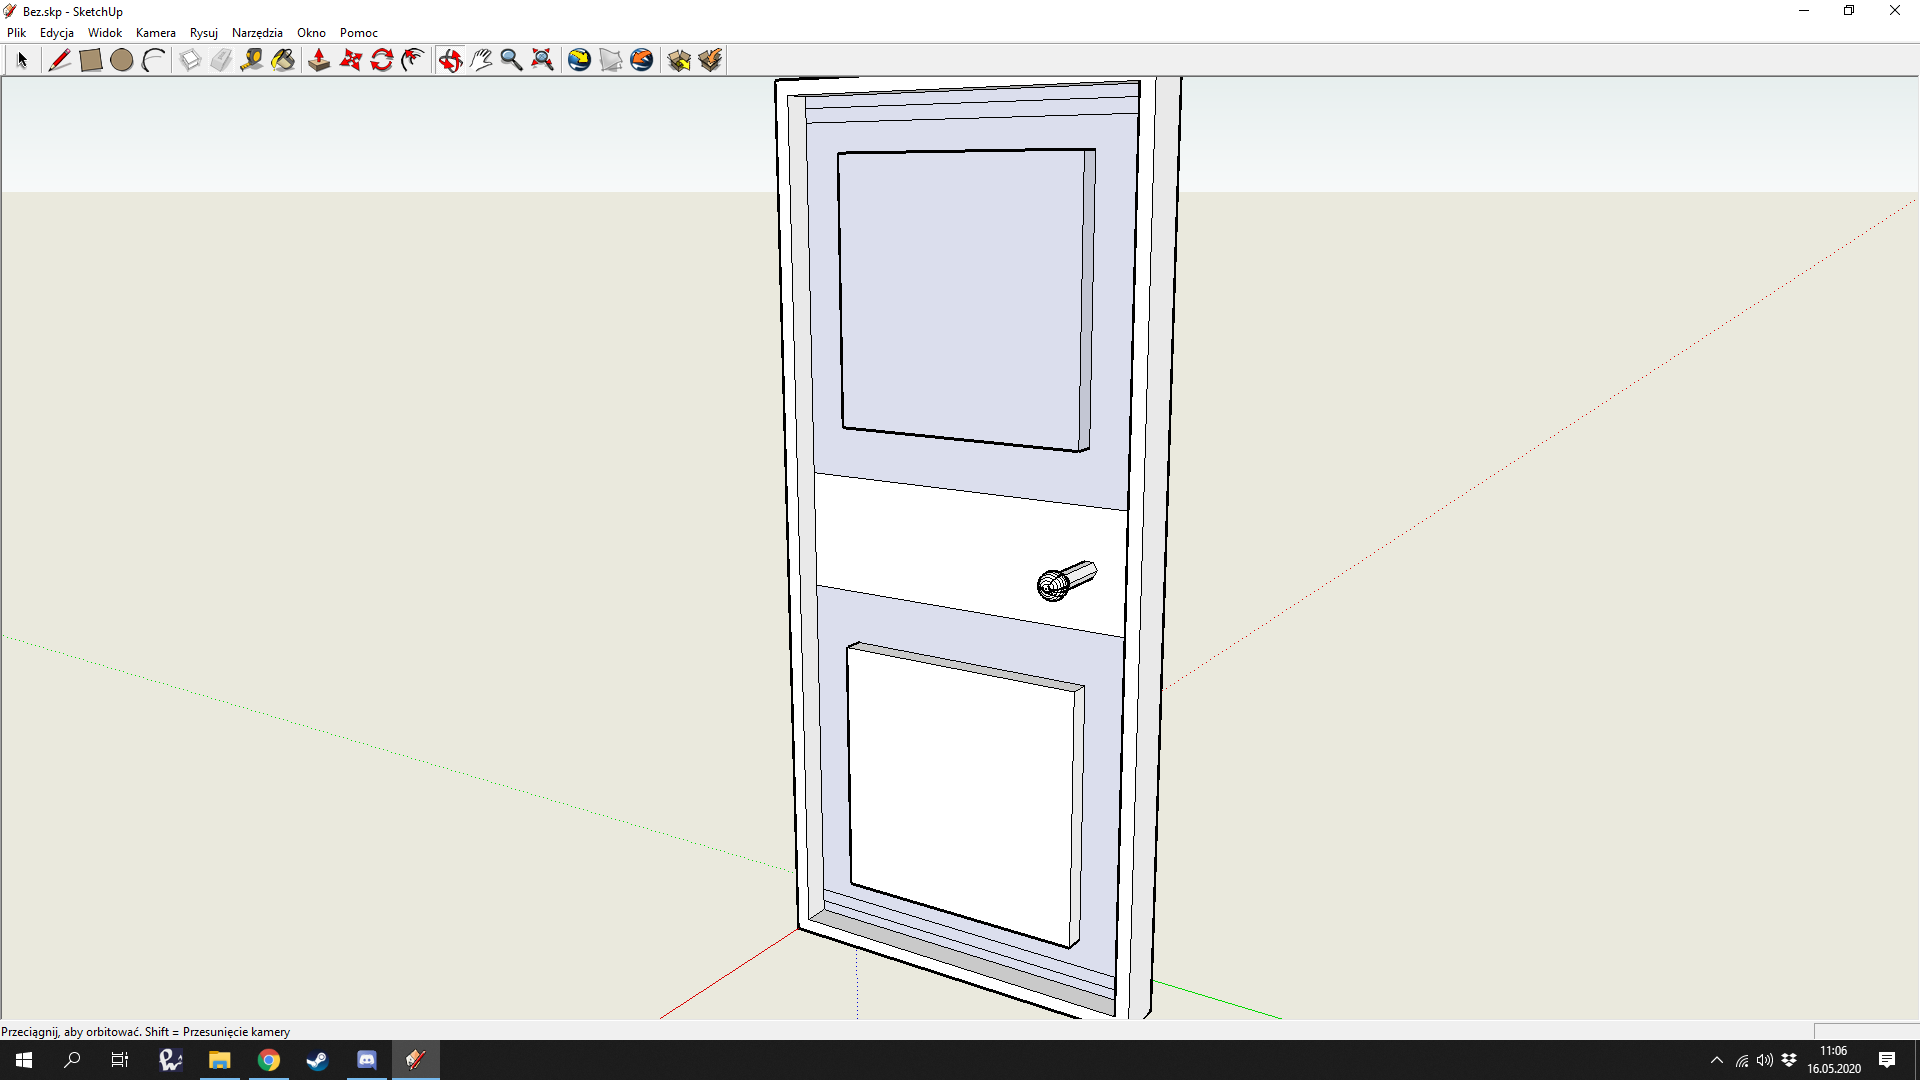 Bez.skp - SketchUp
Plik Edycja Widok Kamera Rysuj Narzędzia Okno Pomoc
Przeciągnij, aby orbitować. Shift = Przesunięcie kamery
11:06
16.05.2020